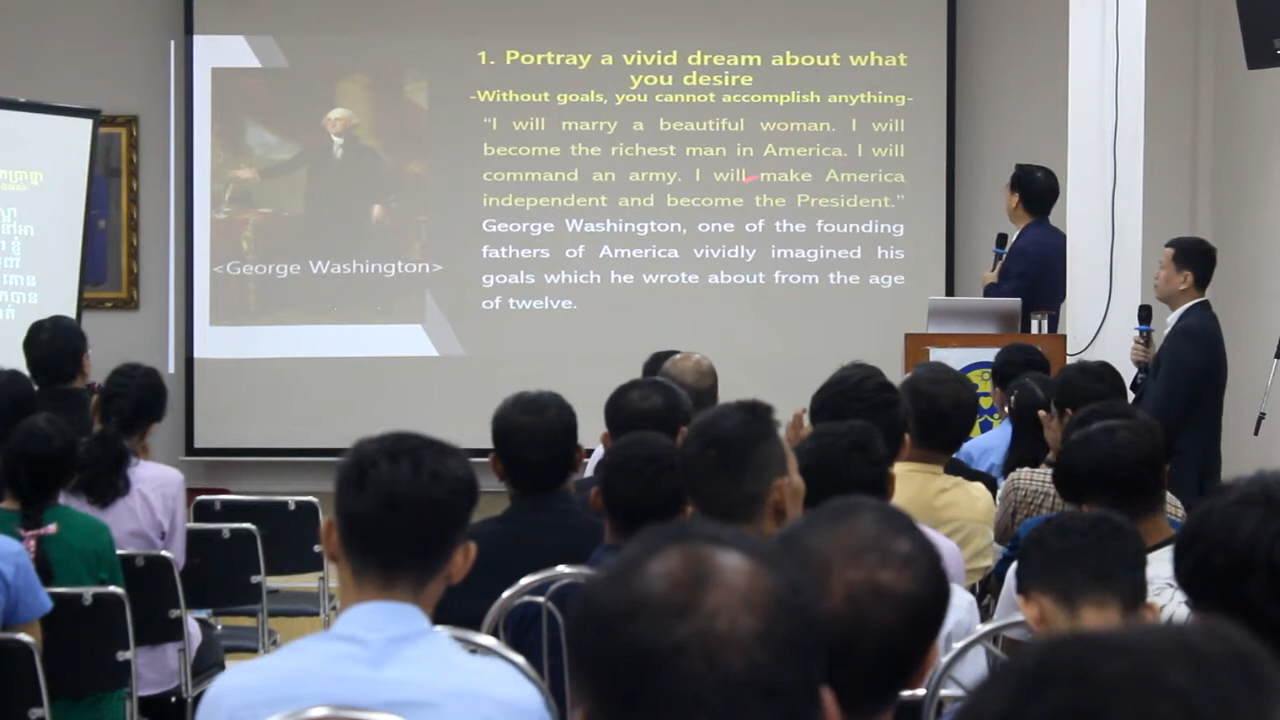 1. Portray a vivid dream about what
you desire
-Without goals, you cannot accomplish anything-
“I will marry a beautiful woman. I will
become the richest man in America. I will
command an army. I will make America
independent and become the President.”
George Washington, one of the founding
fathers of America vividly imagined his
goals which he wrote about from the age
of twelve.
<George Washington>